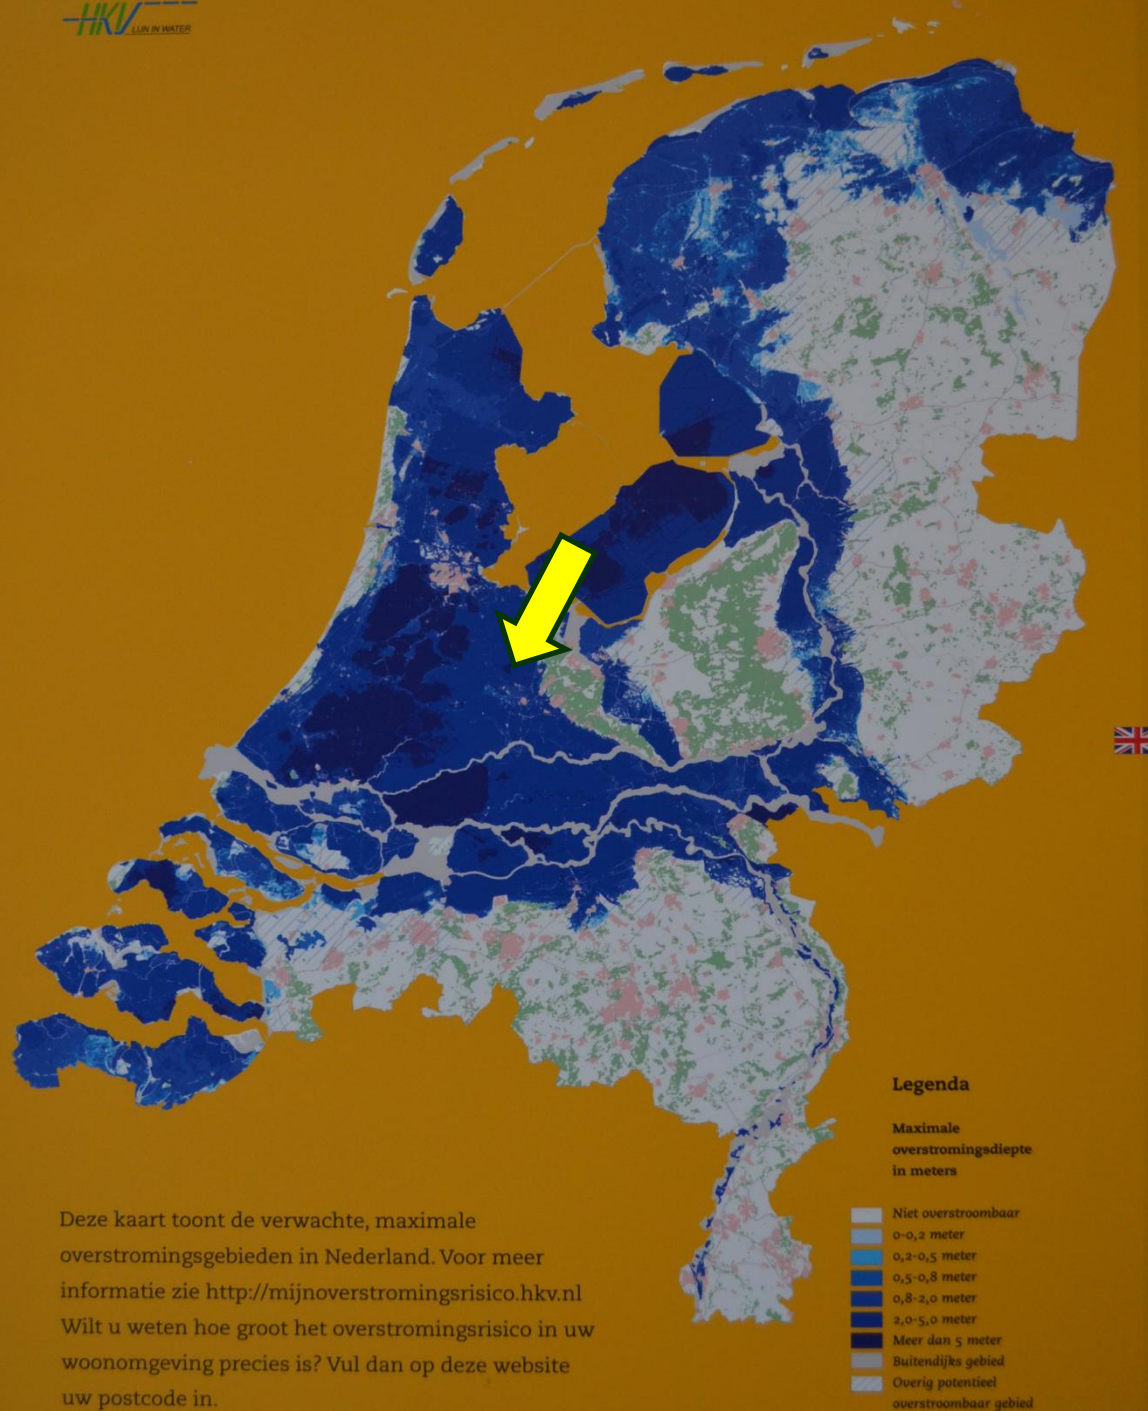 HKV
LIJN IN WATER
Legenda
Maximale
overstromingsdiepte
in meters
Niet overstroombaar
0-0,2 meter
0,2-0,5 meter
0,5-0,8 meter
0,8-2,0 meter
2,0-5,0 meter
Meer dan 5 meter
Buitendijks gebied
Overig potentieel
overstroombaar gebied
Deze kaart toont de verwachte, maximale
overstromingsgebieden in Nederland. Voor meer
informatie zie http://mijnoverstromingsrisico.hkv.nl
Wilt u weten hoe groot het overstromingsrisico in uw
woonomgeving precies is? Vul dan op deze website
uw postcode in.